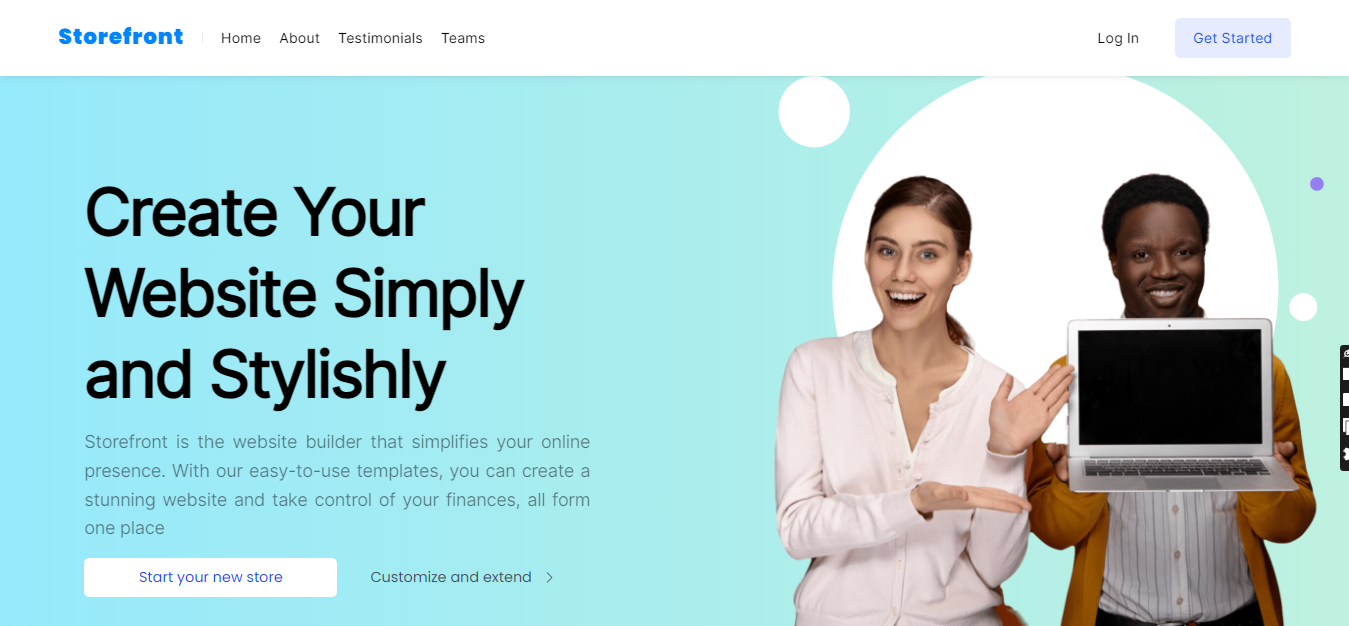 Storefront
Home About Testimonials Teams
Log In
Get Started
Create Your
Website Simply
and Stylishly
Storefront is the website builder that simplifies your online
presence. With our easy-to-use templates, you can create a
stunning website and take control of your finances, all form
one place
Start your new store
Customize and extend